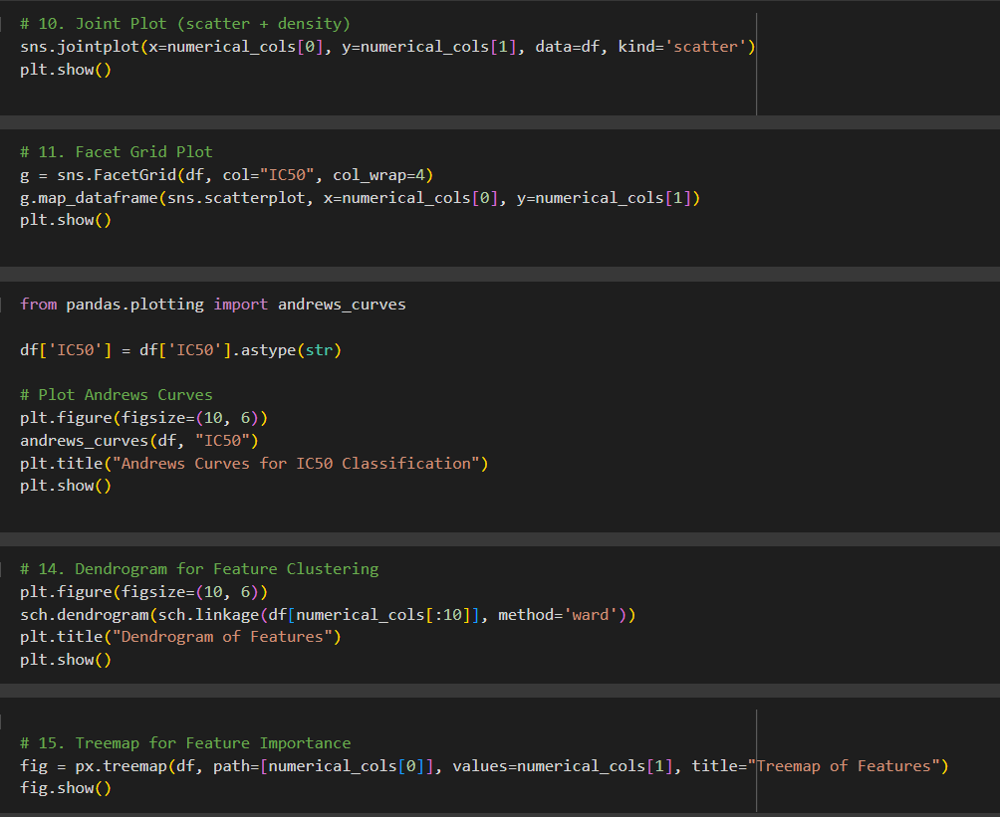 # 10. Joint Plot (scatter + density)
sns.jointplot(x=numerical_cols[0], y=numerical_cols[1], data=df, kind='scatter')
plt.show()
# 11. Facet Grid Plot
g = sns.FacetGrid(df, col="IC50", col_wrap=4)
g.map_dataframe(sns.scatterplot, x=numerical_cols[0], y=numerical_cols[1])
plt.show()
from pandas.plotting import andrews_curves
df['IC50'] = df['IC50'].astype(str)
# Plot Andrews Curves
plt.figure(figsize=(10, 6))
andrews_curves(df, "IC50")
plt.title("Andrews Curves for IC50 Classification")
plt.show()
# 14. Dendrogram for Feature Clustering
plt.figure(figsize=(10, 6))
sch.dendrogram(sch.linkage(df[numerical_cols[:10]], method='ward'))
plt.title("Dendrogram of Features")
plt.show()
# 15. Treemap for Feature Importance
fig = px.treemap(df, path=[numerical_cols[0]], values=numerical_cols[1], title="Treemap of Features")
fig.show()